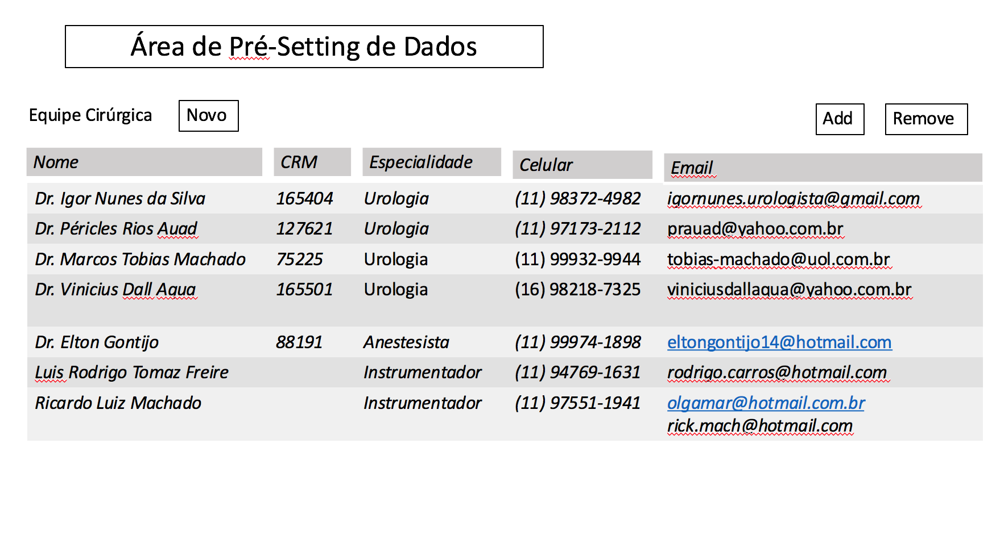 Área de Pré-Setting de Dados
Equipe Cirúrgica Novo Add Remove
Nome CRM Especialidade Celular Email
Dr. Igor Nunes da Silva 165404 Urologia (11) 98372-4982 igornunes.urologista@gmail.com
Dr. Péricles Rios Auad 127621 Urologia (11) 97173-2112 prauad@yahoo.com.br
Dr. Marcos Tobias Machado 75225 Urologia (11) 99932-9944 tobias-machado@uol.com.br
Dr. Vinicius Dall Aqua 165501 Urologia (16) 98218-7325 viniciusdallaqua@yahoo.com.br
Dr. Elton Gontijo 88191 Anestesista (11) 99974-1898 eltongontijo14@hotmail.com
Luis Rodrigo Tomaz Freire Instrumentador (11) 94769-1631 rodrigo.carros@hotmail.com
Ricardo Luiz Machado Instrumentador (11) 97551-1941 olgamar@hotmail.com.br
rick.mach@hotmail.com